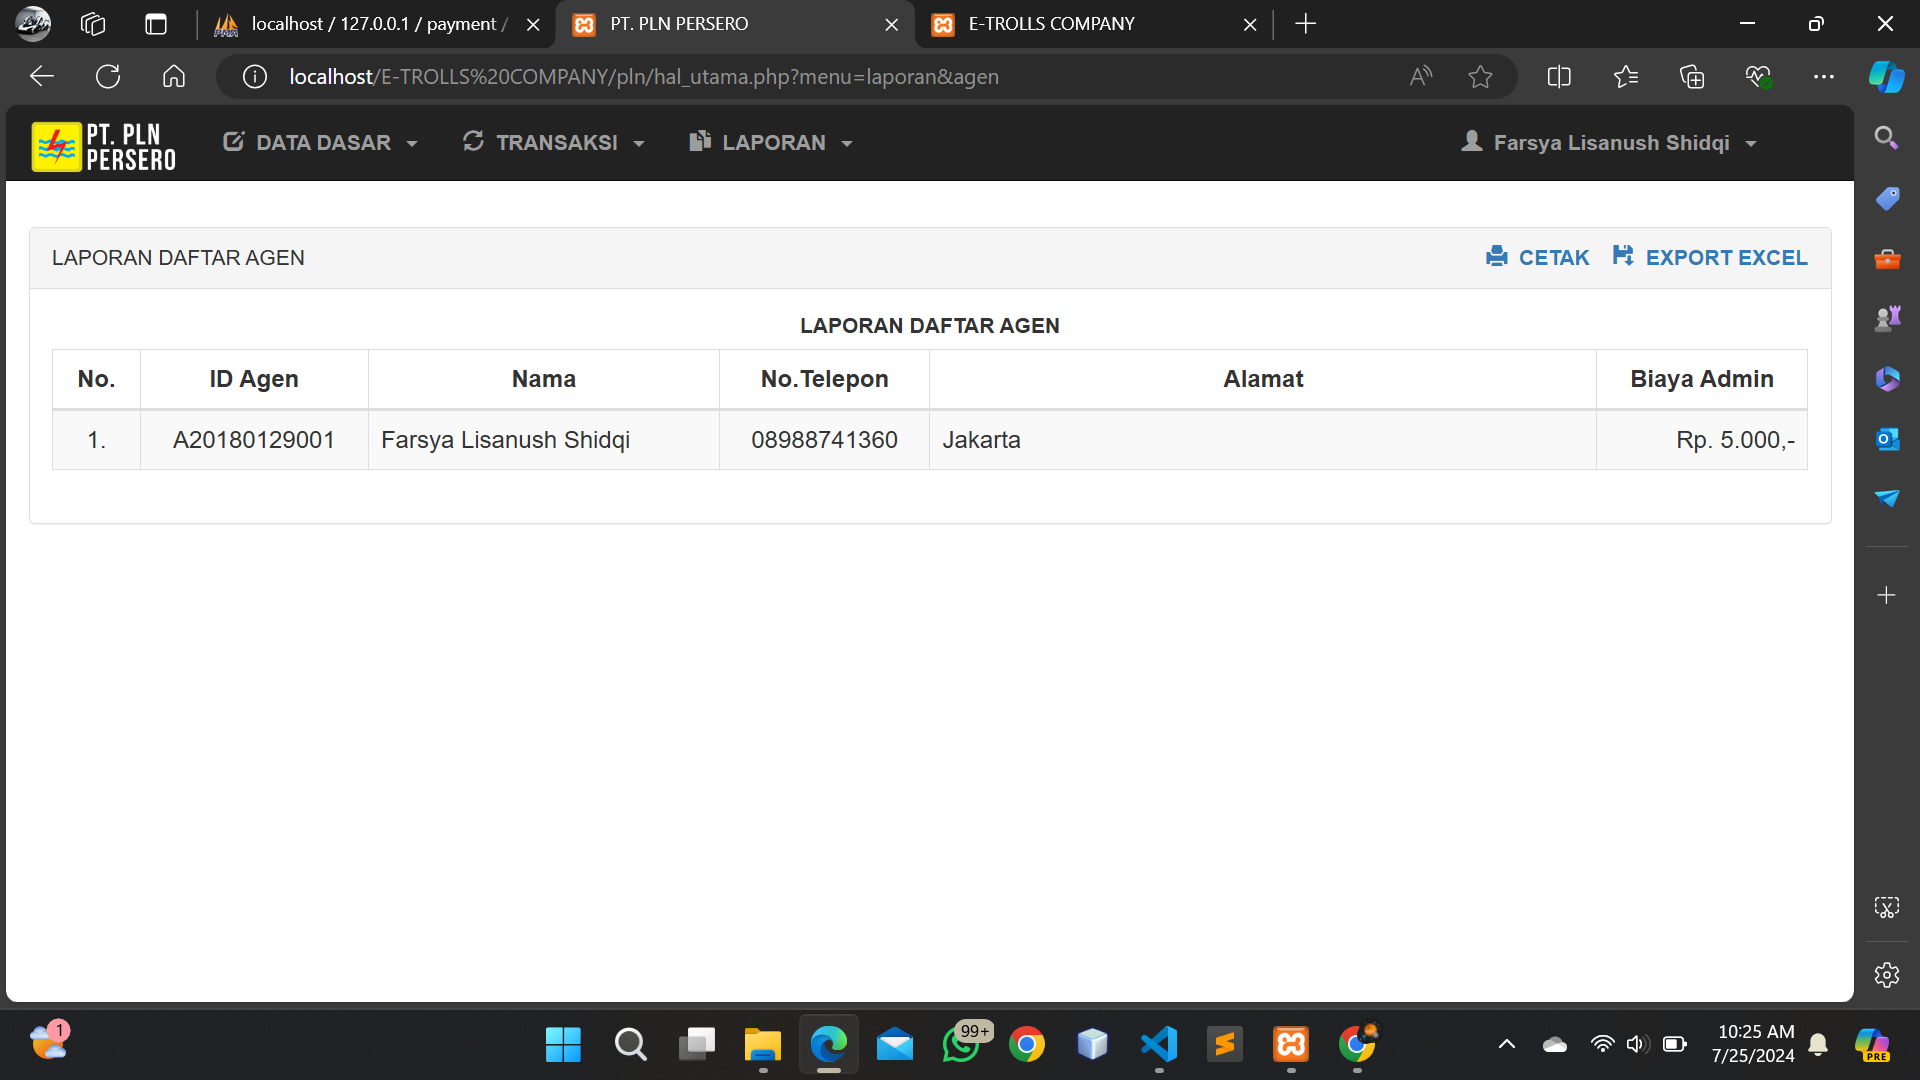 localhost / 127.0.0.1 / payment /
PT. PLN PERSERO
E-TROLLS COMPANY
localhost/E-TROLLS%20COMPANY/pln/hal_utama.php?menu=laporan&agen
PT. PLN
PERSERO
DATA DASAR
TRANSAKSI
LAPORAN
Farsya Lisanush Shidqi
LAPORAN DAFTAR AGEN
CETAK
EXPORT EXCEL
LAPORAN DAFTAR AGEN
No. ID Agen Nama No.Telepon Alamat Biaya Admin
1. A20180129001 Farsya Lisanush Shidqi 08988741360 Jakarta Rp. 5.000,-
1
99+
10:25 AM
7/25/2024
PRE